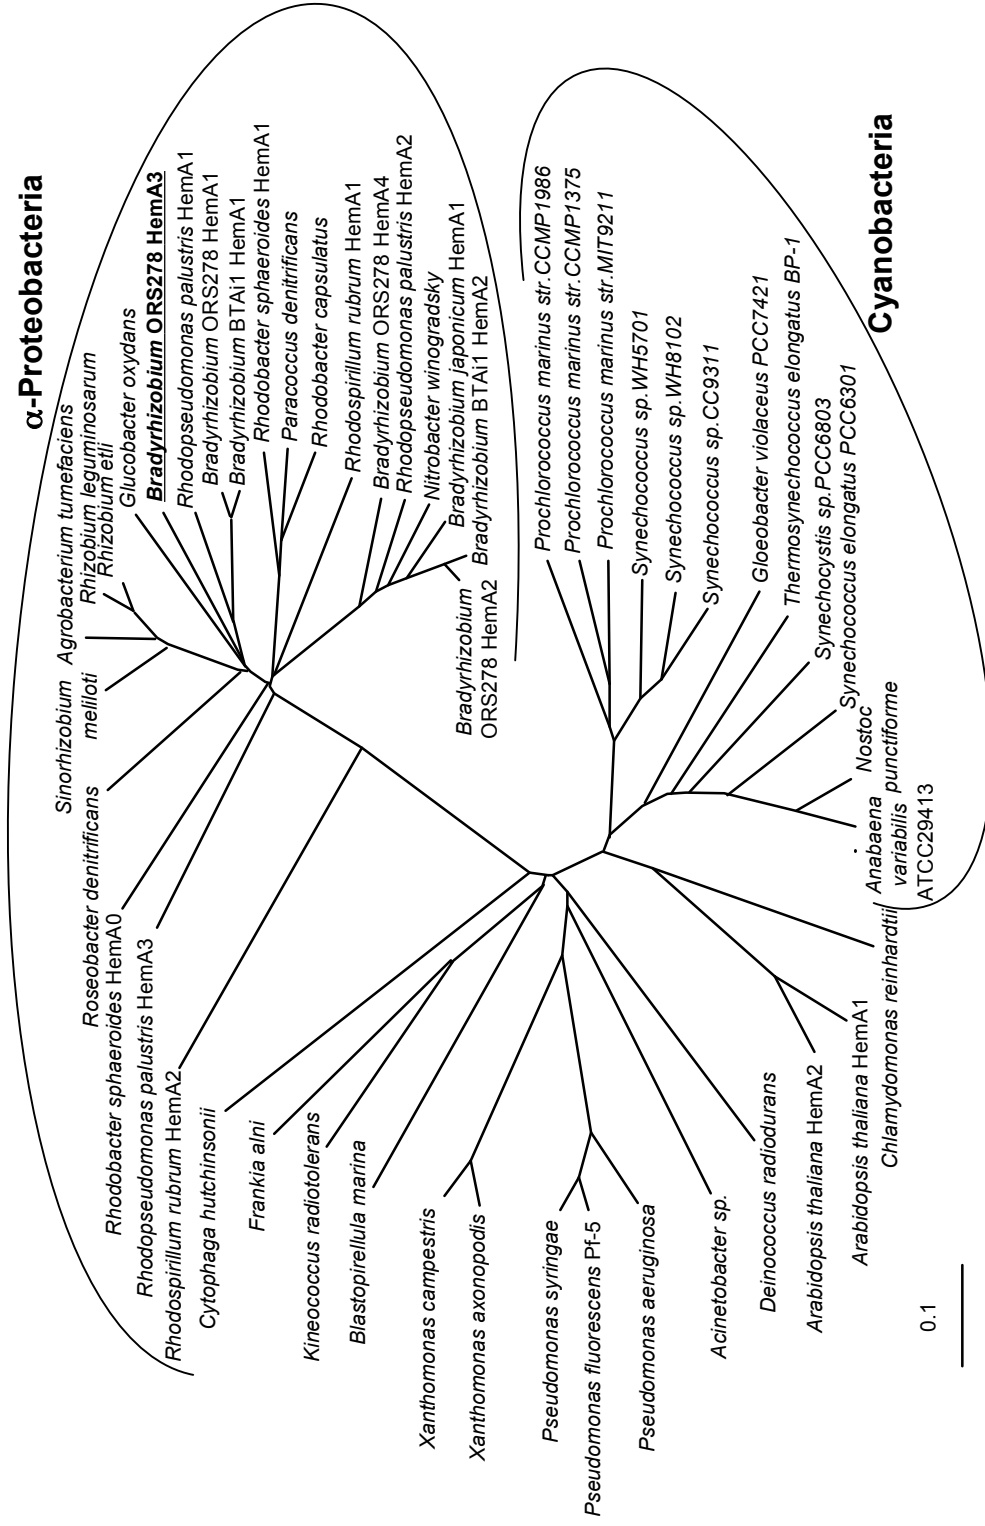 α-Proteobacteria
Sinorhizobium
meliloti
Agrobacterium tumefaciens
Rhizobium leguminosarum
Rhizobium etli
Glucobacter oxydans
Bradyrhizobium ORS278 HemA3
Rhodopseudomonas palustris HemA1
Bradyrhizobium ORS278 HemA1
Bradyrhizobium BTAi1 HemA1
Rhodobacter sphaeroides HemA1
Paracoccus denitrificans
Rhodobacter capsulatus
Rhodospirillum rubrum HemA1
Bradyrhizobium ORS278 HemA4
Rhodopseudomonas palustris HemA2
Nitrobacter winogradsky
Bradyrhizobium japonicum HemA1
Bradyrhizobium BTAi1 HemA2
Bradyrhizobium
ORS278 HemA2
Prochlorococcus marinus str.CCMP1986
Prochlorococcus marinus str.CCMP1375
Prochlorococcus marinus str.MIT9211
Synechococcus sp.WH5701
Synechococcus sp.WH8102
Synechococcus sp.CC9311
Gloeobacter violaceus PCC7421
Thermosynechococcus elongatus BP-1
Synechocystis sp.PCC6803
Synechococcus elongatus PCC6301
Nostoc
punctiforme
Anabaena
variabilis
ATCC29413
Cyanobacteria
Roseobacter denitrificans
Rhodobacter sphaeroides HemA0
Rhodopseudomonas palustris HemA3
Rhodospirillum rubrum HemA2
Cytophaga hutchinsonii
Frankia alni
Kineococcus radiotolerans
Blastopirellula marina
Xanthomonas campestris
Xanthomonas axonopodis
Pseudomonas syringae
Pseudomonas fluorescens Pf-5
Pseudomonas aeruginosa
Acinetobacter sp.
Deinococcus radiodurans
Arabidopsis thaliana HemA2
Arabidopsis thaliana HemA1
Chlamydomonas reinhardtii
0.1